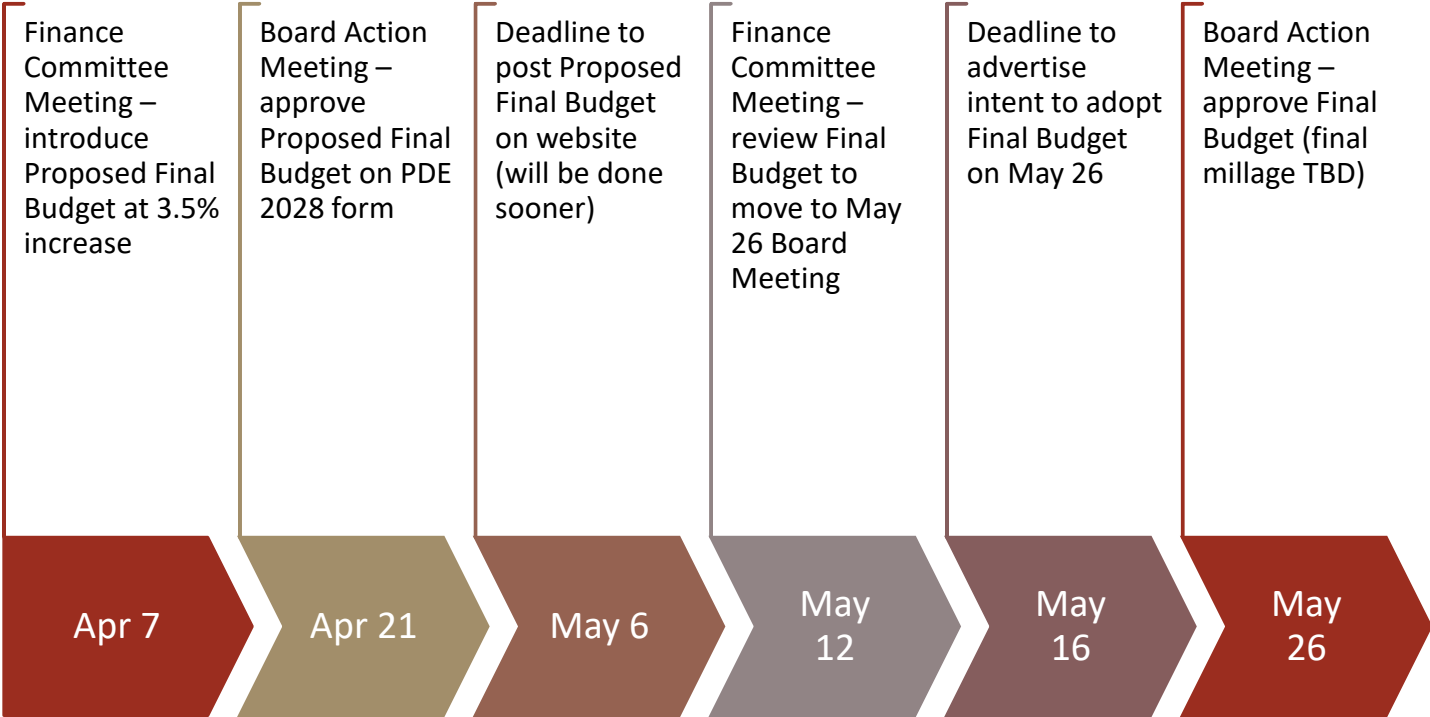 Finance
Committee
Meeting –
introduce
Proposed Final
Budget at 3.5%
increase
Board Action
Meeting –
approve
Proposed Final
Budget on PDE
2028 form
Deadline to
post Proposed
Final Budget
on website
(will be done
sooner)
Finance
Committee
Meeting –
review Final
Budget to
move to May
26 Board
Meeting
Deadline to
advertise
intent to adopt
Final Budget
on May 26
Board Action
Meeting –
approve Final
Budget (final
millage TBD)
Apr 7
Apr 21
May 6
May
12
May
16
May
26